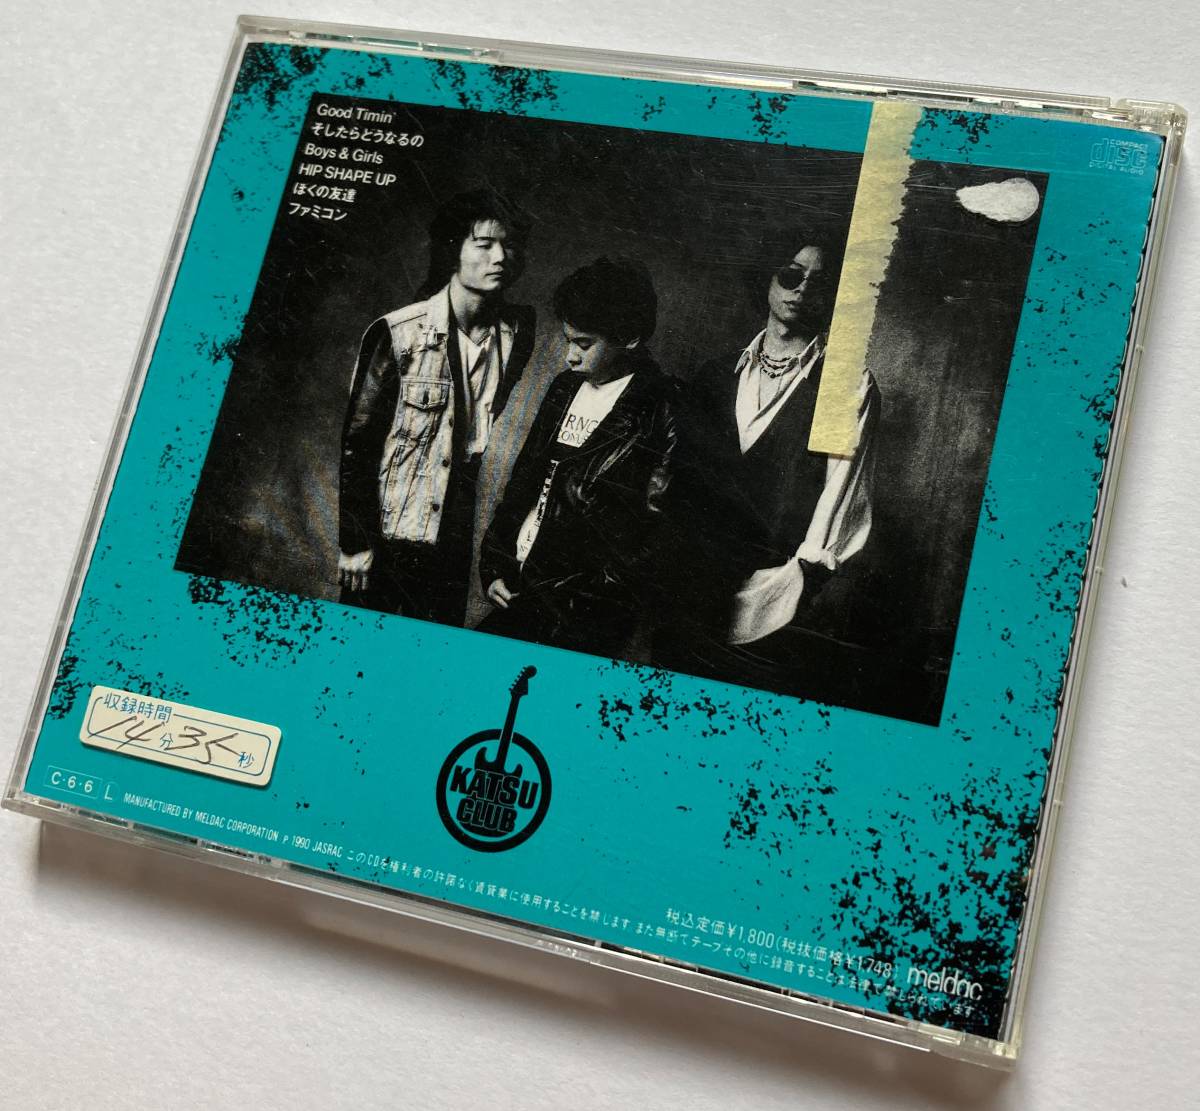 Good Timin'
そしたらどうなるの
Boys & Girls
HIP SHAPE UP
ぼくの友達
ファミコン
COMPACT
disc
DIGITAL AUDIO
RNC
収録時間
14分35秒
KATSU
CLUB
C・6・6 L
MANUFACTURED BY MELDAC CORPORATION P 1990 JASRAC このCDを権利者の許諾なく賃貸業に使用することを禁じます また無断でテープその他に録音することは法律で禁じられています
税込定価¥1,800(税抜価格¥1,748) meldac